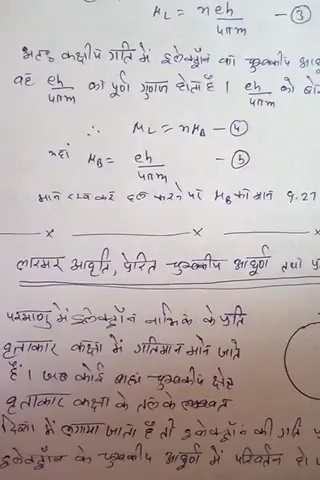 μL = neh/4πm —③
अतः कक्षीय गति में इलेक्ट्रॉन का चुम्बकीय आघू
वह eh/4πm का पूर्ण गुणज होता है । eh/4πm को बो
∴ μL = nμB —④
यहां μB = eh/4πm —⑤
मान रखकर हल करने पर μB का मान 9.27
लारमर आवृत्ति, प्रेरित चुम्बकीय आघूर्ण तथा
परमाणु में इलेक्ट्रॉन नाभिक के प्रति
वृत्ताकार कक्षा में गतिमान माने जाते
हैं । जब कोई बाह्य चुम्बकीय क्षेत्र
वृत्ताकार कक्षा के तल के लम्बवत
दिशा में लगाया जाता है तो इलेक्ट्रॉन की गति
इलेक्ट्रॉन के चुम्बकीय आघूर्ण में परिवर्तन हो